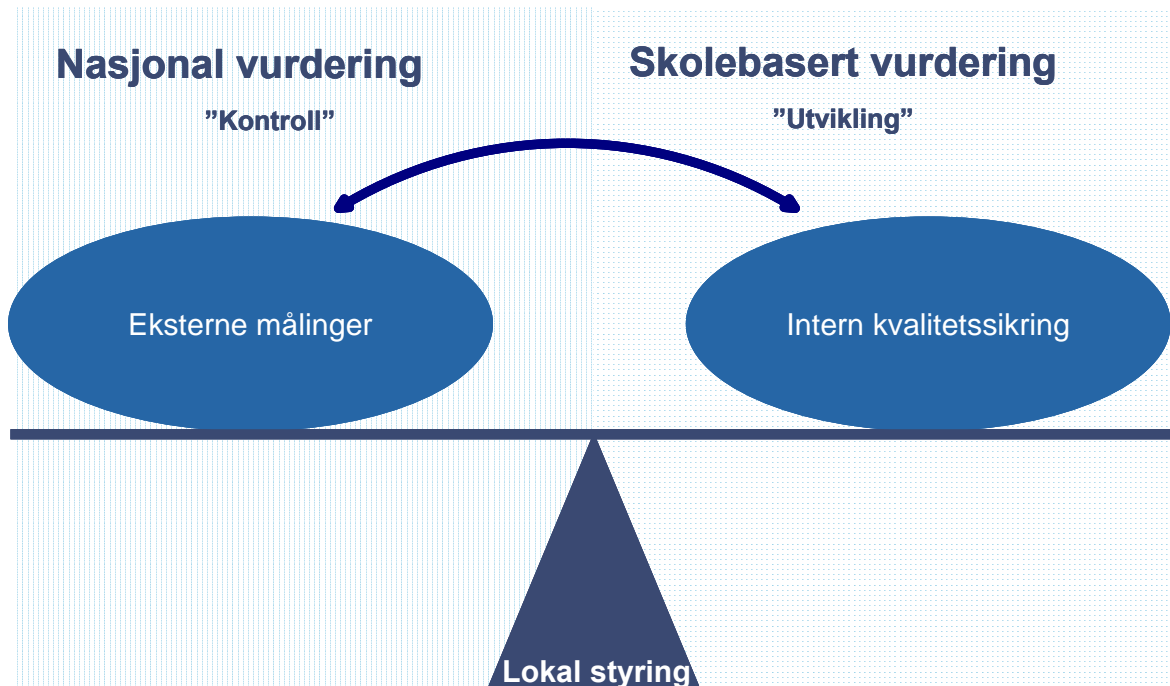 Nasjonal vurdering
”Kontroll”
Skolebasert vurdering
”Utvikling”
Eksterne målinger
Intern kvalitetssikring
Lokal styring